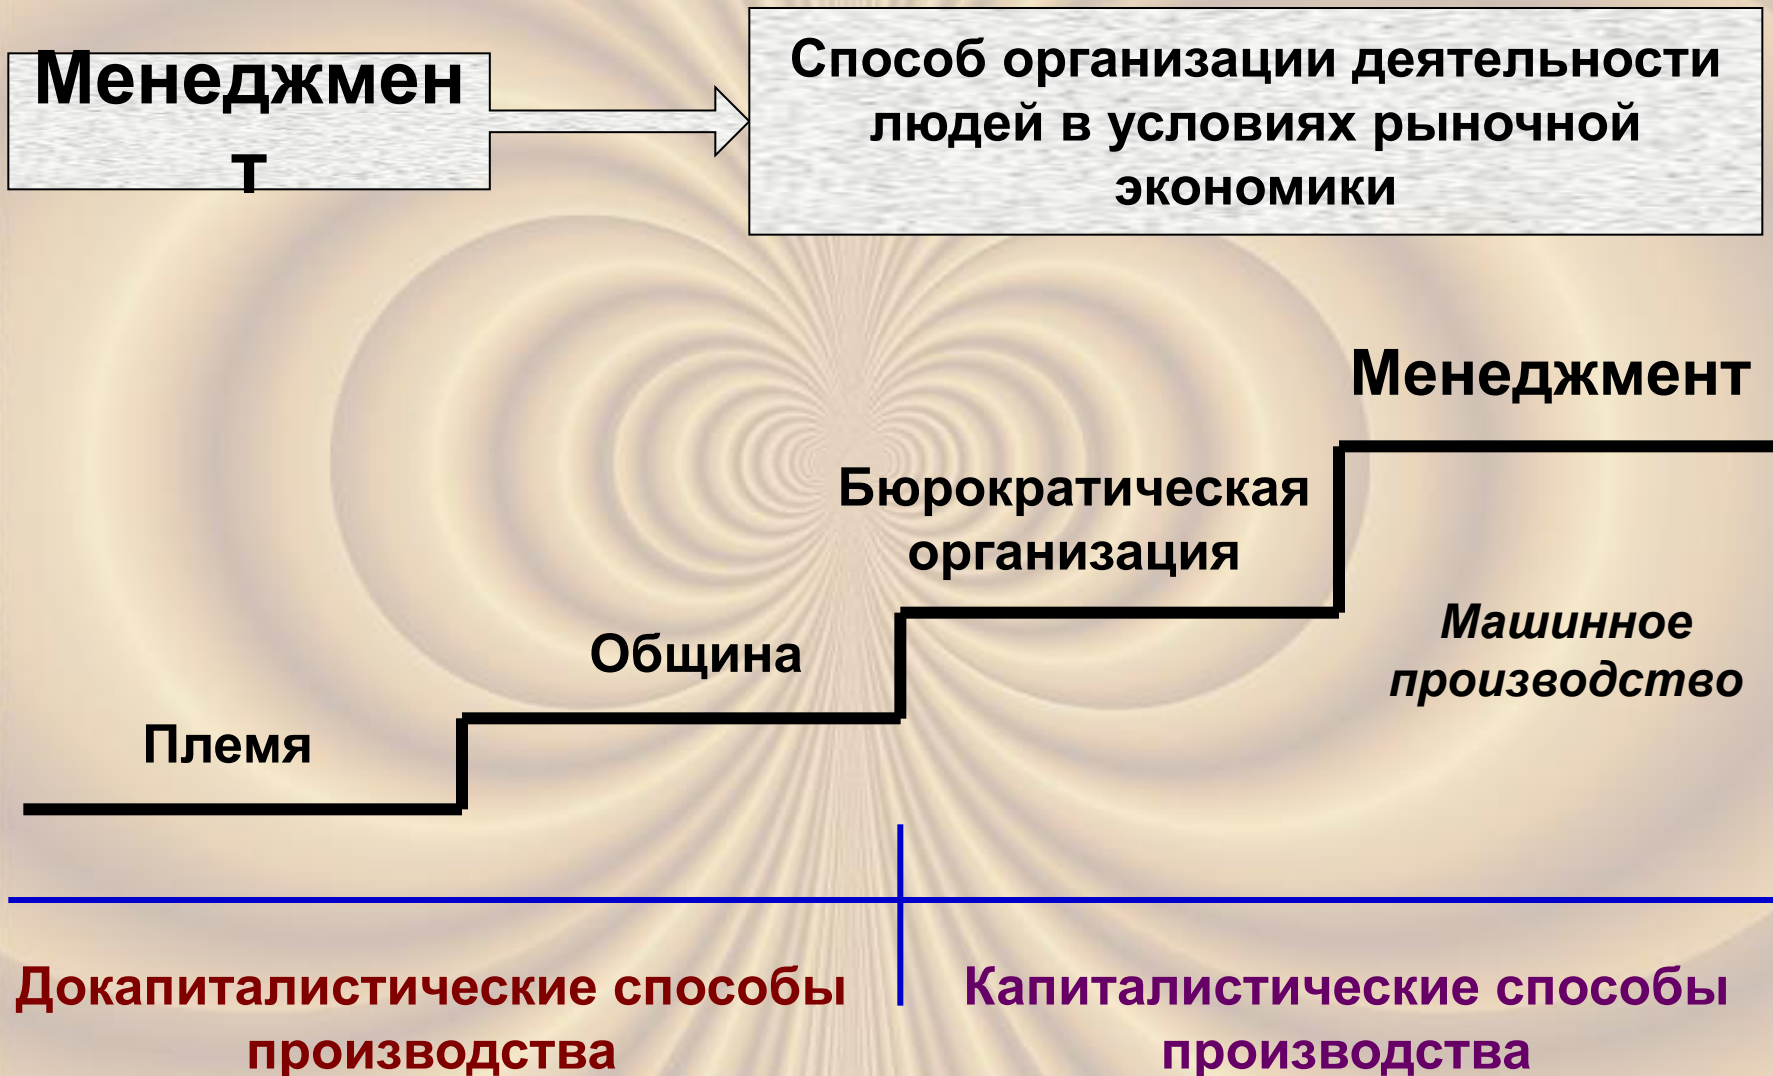 Менеджмен
т
Способ организации деятельности
людей в условиях рыночной
экономики
Менеджмент
Бюрократическая
организация
Машинное
производство
Община
Племя
Докапиталистические способы
производства
Капиталистические способы
производства